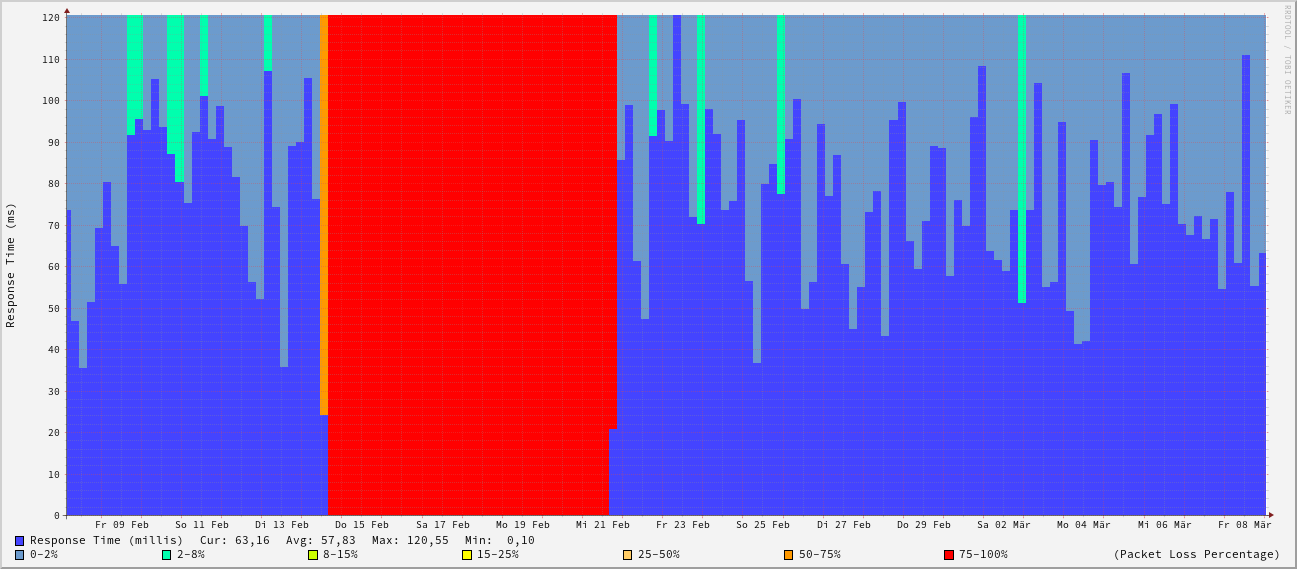 RRDTOOL / TOBI OETIKER
Response Time (ms)
120
110
100
90
80
70
60
50
40
30
20
10
0
Fr 09 Feb So 11 Feb Di 13 Feb Do 15 Feb Sa 17 Feb Mo 19 Feb Mi 21 Feb Fr 23 Feb So 25 Feb Di 27 Feb Do 29 Feb Sa 02 Mär Mo 04 Mär Mi 06 Mär Fr 08 Mär
Response Time (millis) Cur: 63,16 Avg: 57,83 Max: 120,55 Min: 0,10
0-2% 2-8% 8-15% 15-25% 25-50% 50-75% 75-100% (Packet Loss Percentage)